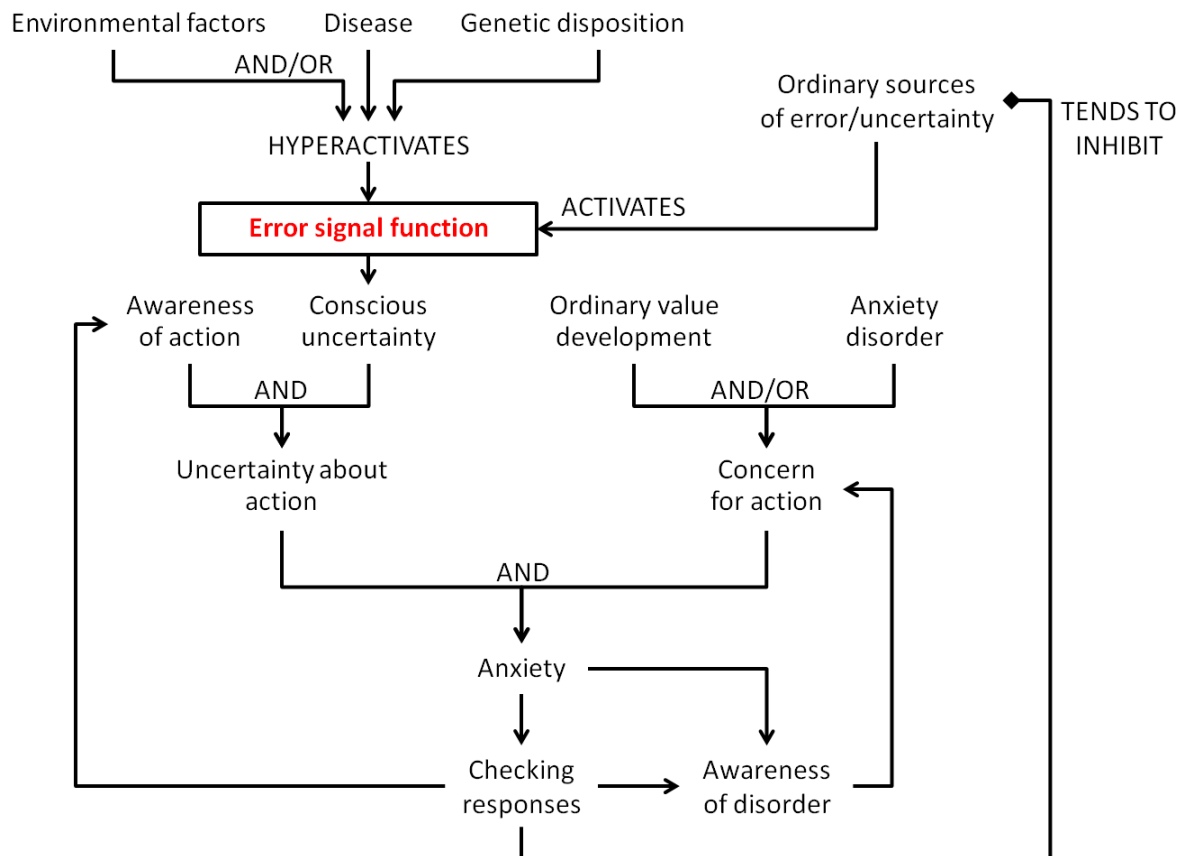 Environmental factors
Disease
Genetic disposition
AND/OR
Ordinary sources
of error/uncertainty
TENDS TO
INHIBIT
HYPERACTIVATES
ACTIVATES
Error signal function
Awareness
of action
Conscious
uncertainty
Ordinary value
development
Anxiety
disorder
AND
AND/OR
Uncertainty about
action
Concern
for action
AND
Anxiety
Checking
responses
Awareness
of disorder